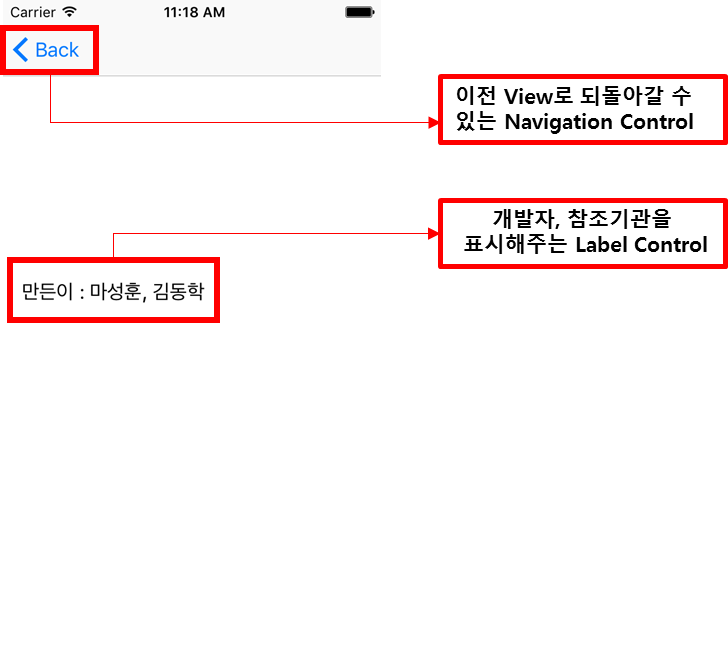 Carrier 11:18 AM
Back
이전 View로 되돌아갈 수
있는 Navigation Control
개발자, 참조기관을
표시해주는 Label Control
만든이 : 마성훈, 김동학